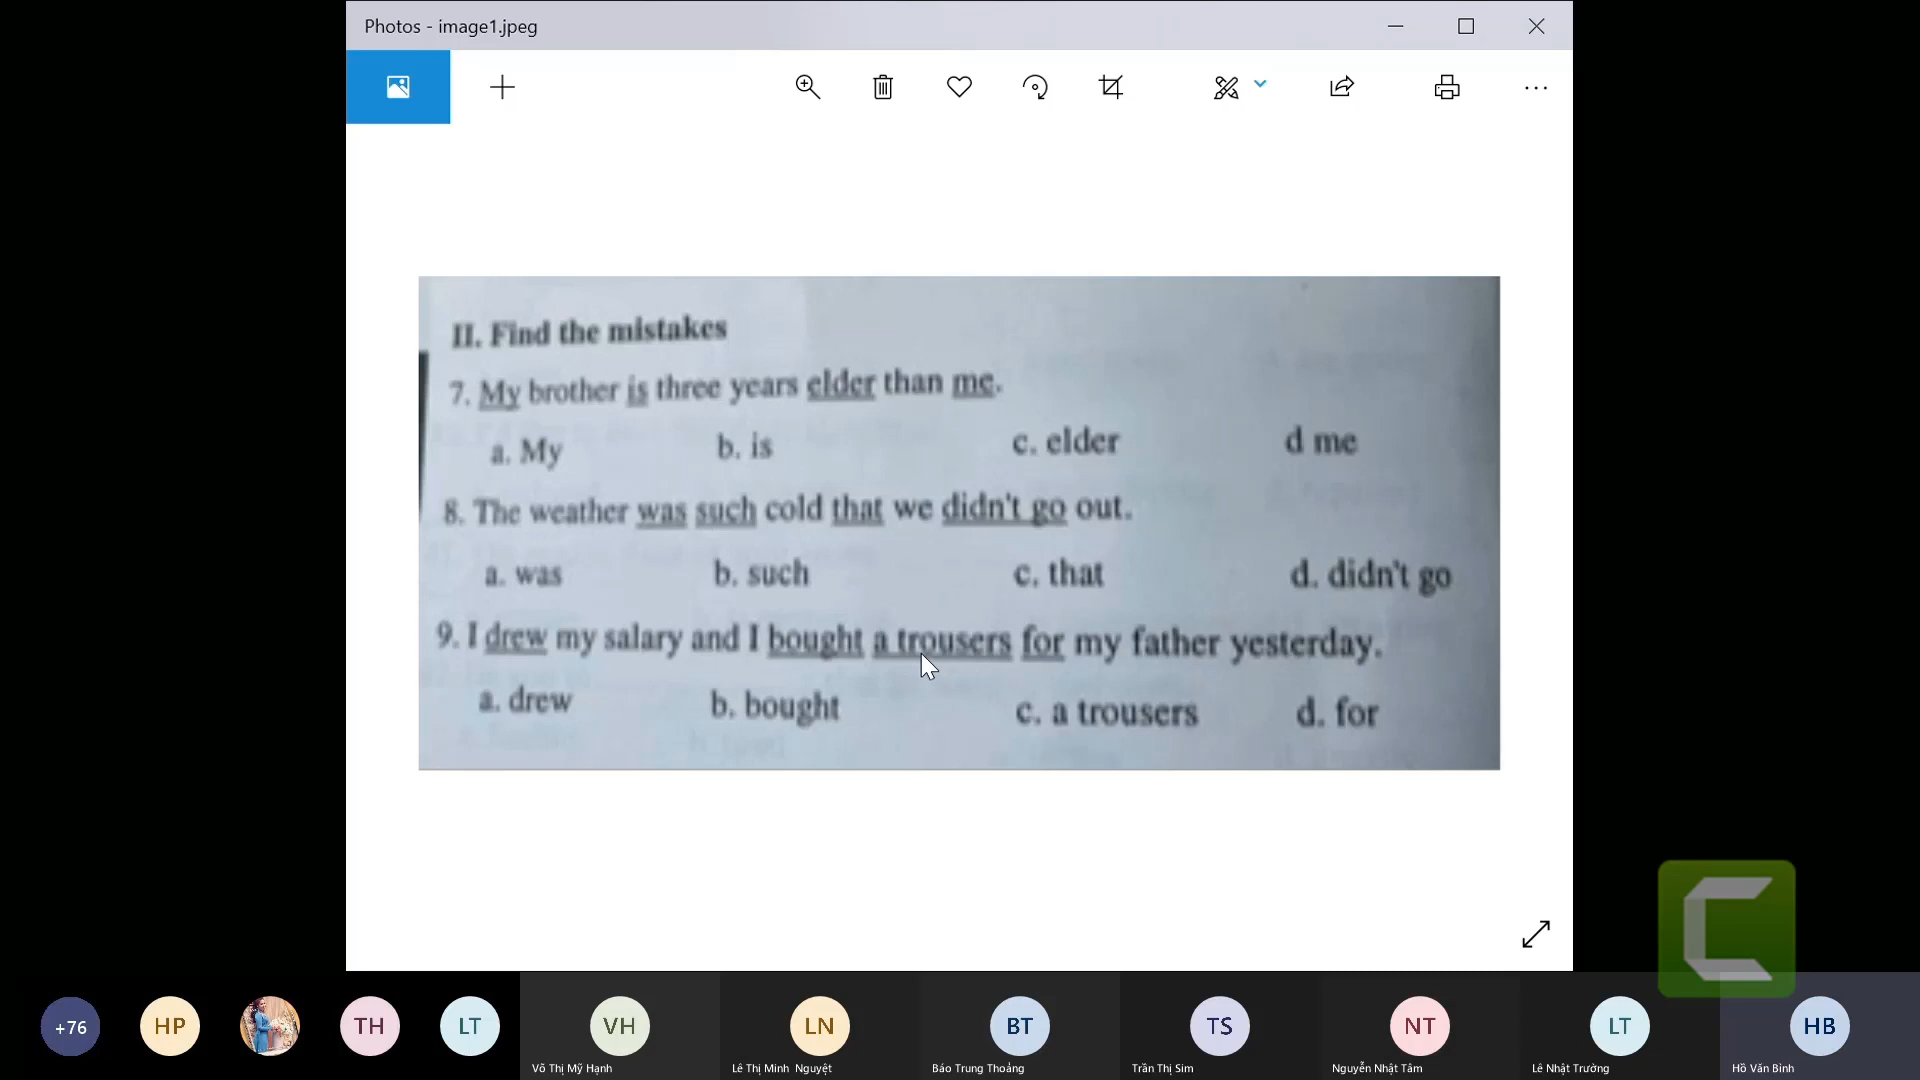 Photos - image1.jpeg
II. Find the mistakes
7. My brother is three years elder than me.
a. My b. is c. elder d me
8. The weather was such cold that we didn't go out.
a. was b. such c. that d. didn't go
9. I drew my salary and I bought a trousers for my father yesterday.
a. drew b. bought c. a trousers d. for
+76 HP TH LT VH LN BT TS NT LT HB
Võ Thị Mỹ Hạnh Lê Thị Minh Nguyệt Báo Trung Thoảng Trần Thị Sim Nguyễn Nhật Tâm Lê Nhật Trường Hồ Văn Bình